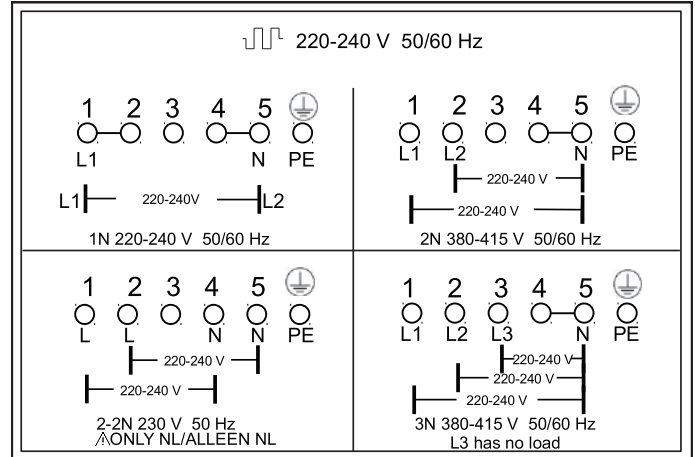 220-240 V 50/60 Hz
1 2 3 4 5
L1 N PE
L1 220-240V L2
1N 220-240 V 50/60 Hz
1 2 3 4 5
L1 L2 N PE
220-240 V
220-240 V
2N 380-415 V 50/60 Hz
1 2 3 4 5
L L N N PE
220-240 V
220-240 V
2-2N 230 V 50 Hz
⚠ONLY NL/ALLEEN NL
1 2 3 4 5
L1 L2 L3 N PE
220-240 V
220-240 V
220-240 V
3N 380-415 V 50/60 Hz
L3 has no load